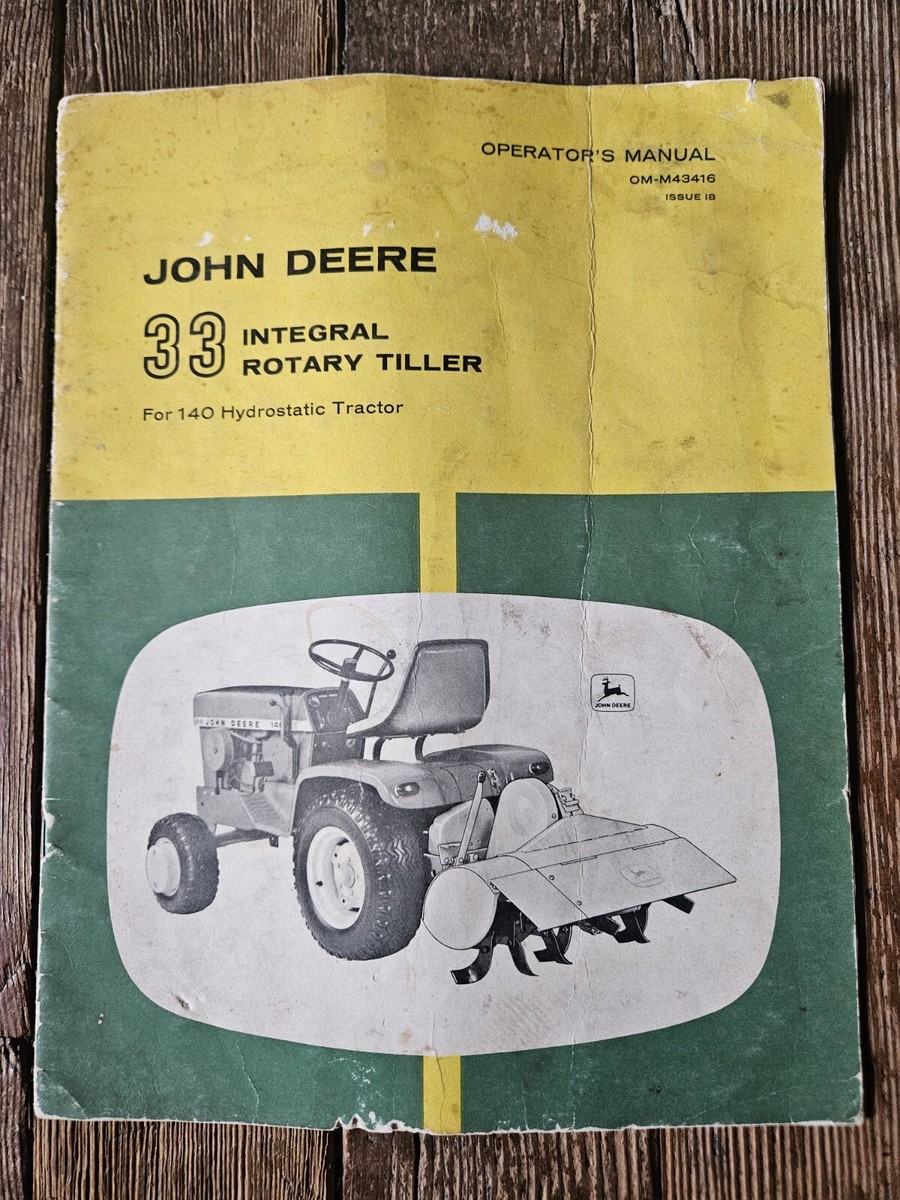 OPERATOR'S MANUAL
OM-M43416
ISSUE I8
JOHN DEERE
33 INTEGRAL
ROTARY TILLER
For 140 Hydrostatic Tractor
JOHN DEERE
JOHN DEERE 140